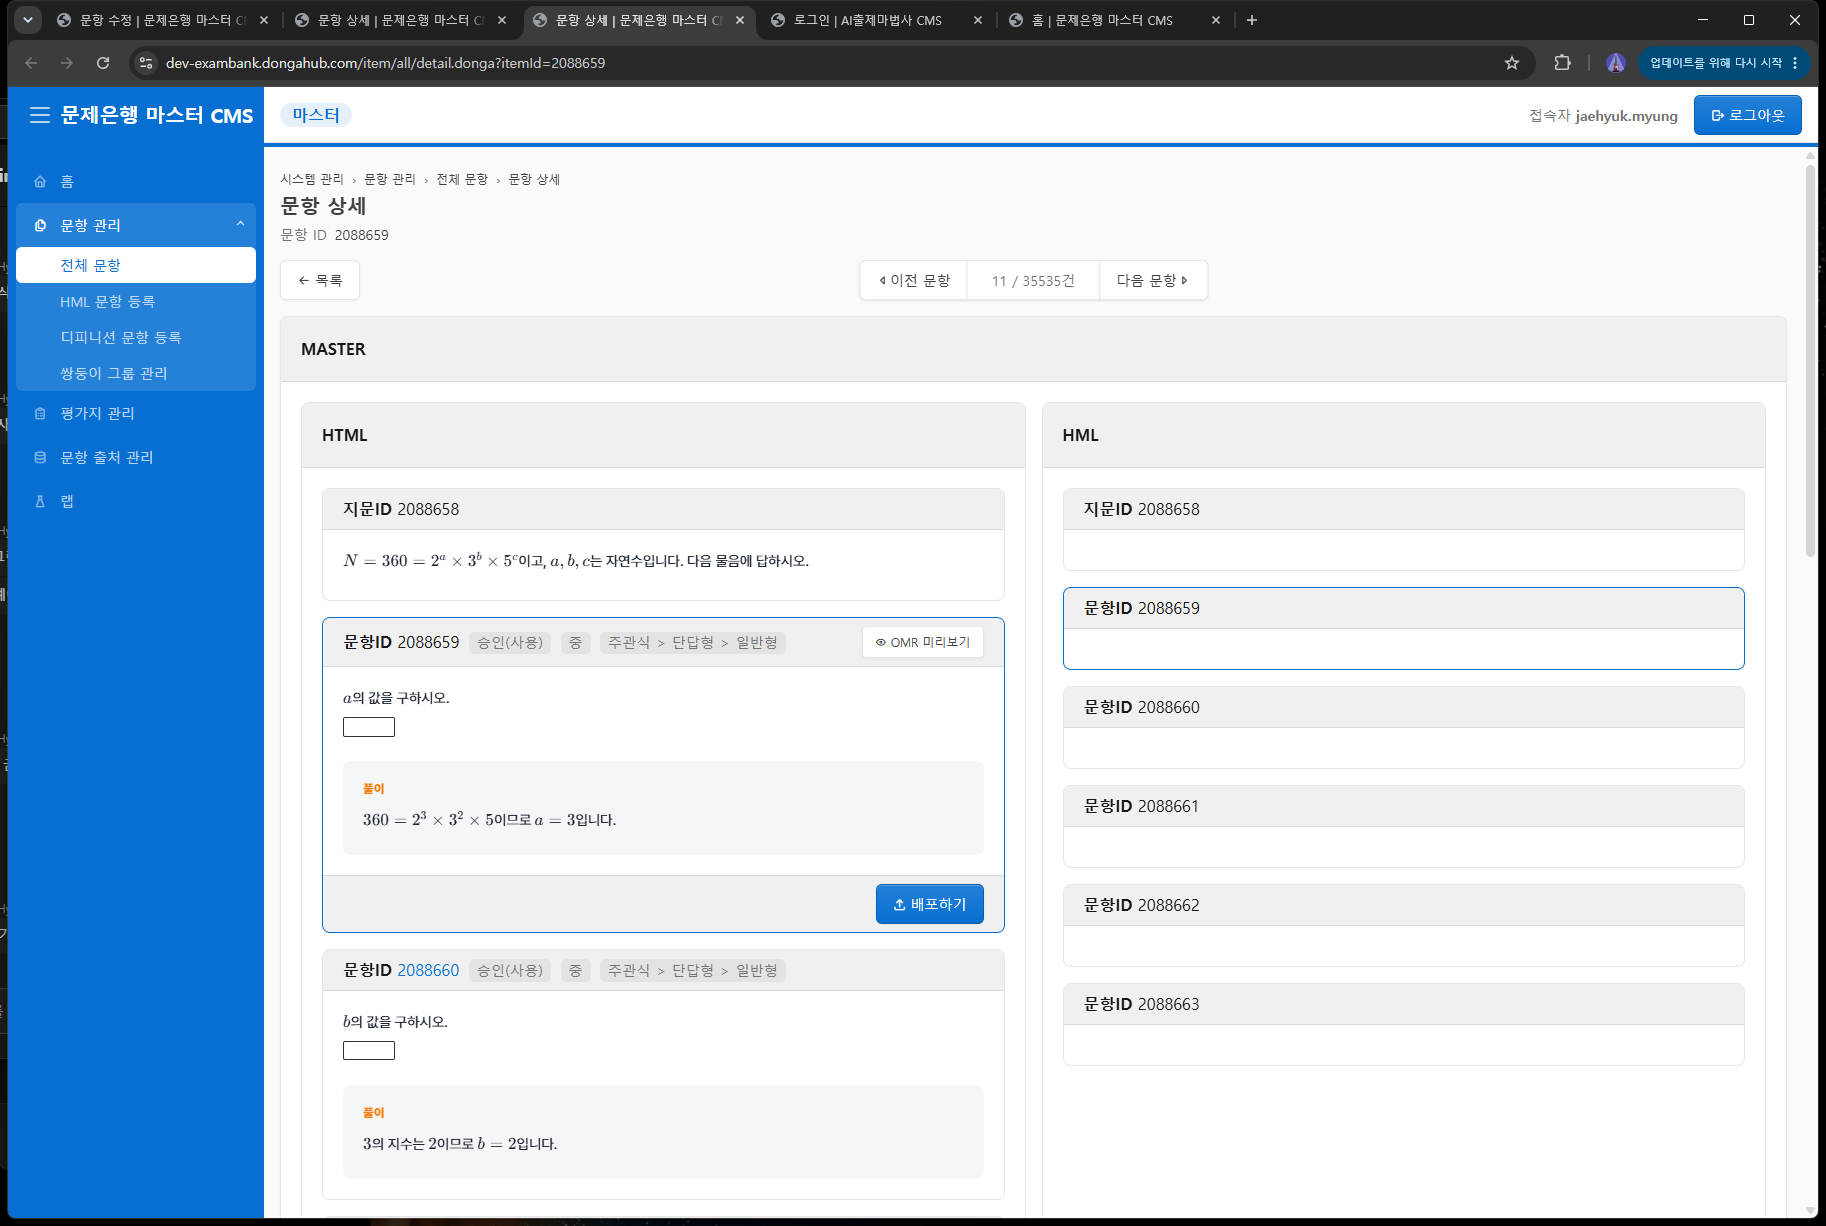 문항 수정 | 문제은행 마스터 C
문항 상세 | 문제은행 마스터 C
문항 상세 | 문제은행 마스터 C
로그인 | AI출제마법사 CMS
홈 | 문제은행 마스터 CMS
dev-exambank.dongahub.com/item/all/detail.donga?itemId=2088659
업데이트를 위해 다시 시작
문제은행 마스터 CMS
마스터
접속자 jaehyuk.myung
로그아웃
홈
문항 관리
전체 문항
HML 문항 등록
디피니션 문항 등록
쌍둥이 그룹 관리
평가지 관리
문항 출처 관리
랩
시스템 관리 › 문항 관리 › 전체 문항 › 문항 상세
문항 상세
문항 ID 2088659
← 목록
이전 문항
11 / 35535건
다음 문항
MASTER
HTML
지문ID 2088658
N = 360 = 2^a × 3^b × 5^c이고, a, b, c는 자연수입니다. 다음 물음에 답하시오.
문항ID 2088659 승인(사용) 중 주관식 > 단답형 > 일반형
OMR 미리보기
a의 값을 구하시오.
풀이
360 = 2³ × 3² × 5이므로 a = 3입니다.
배포하기
문항ID 2088660 승인(사용) 중 주관식 > 단답형 > 일반형
b의 값을 구하시오.
풀이
3의 지수는 2이므로 b = 2입니다.
HML
지문ID 2088658
문항ID 2088659
문항ID 2088660
문항ID 2088661
문항ID 2088662
문항ID 2088663